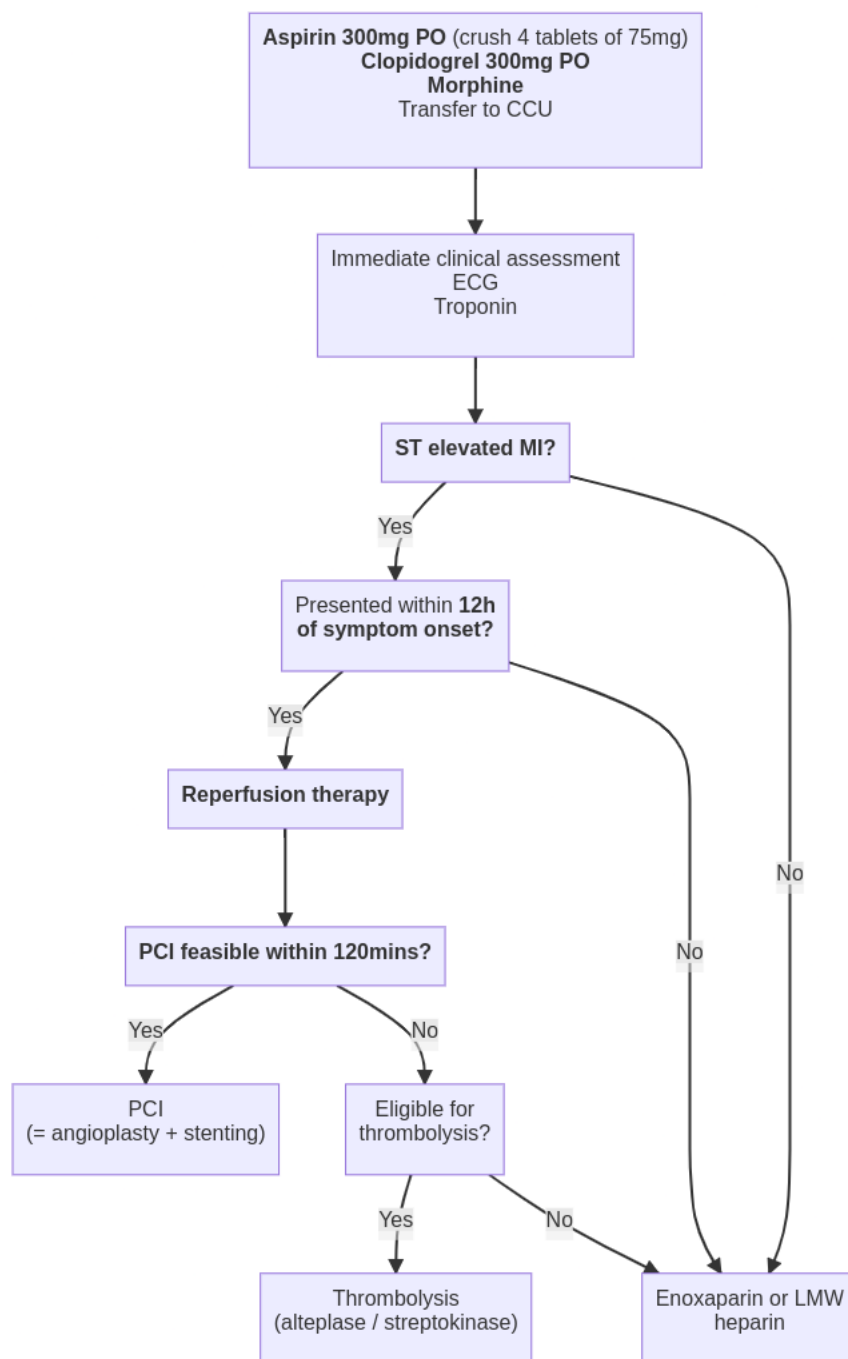 Aspirin 300mg PO (crush 4 tablets of 75mg)
Clopidogrel 300mg PO
Morphine
Transfer to CCU
Immediate clinical assessment
ECG
Troponin
ST elevated MI?
Yes
Presented within 12h
of symptom onset?
Yes
Reperfusion therapy
No
PCI feasible within 120mins?
No
Yes
No
PCI
(= angioplasty + stenting)
Eligible for
thrombolysis?
Yes
No
Thrombolysis
(alteplase / streptokinase)
Enoxaparin or LMW
heparin